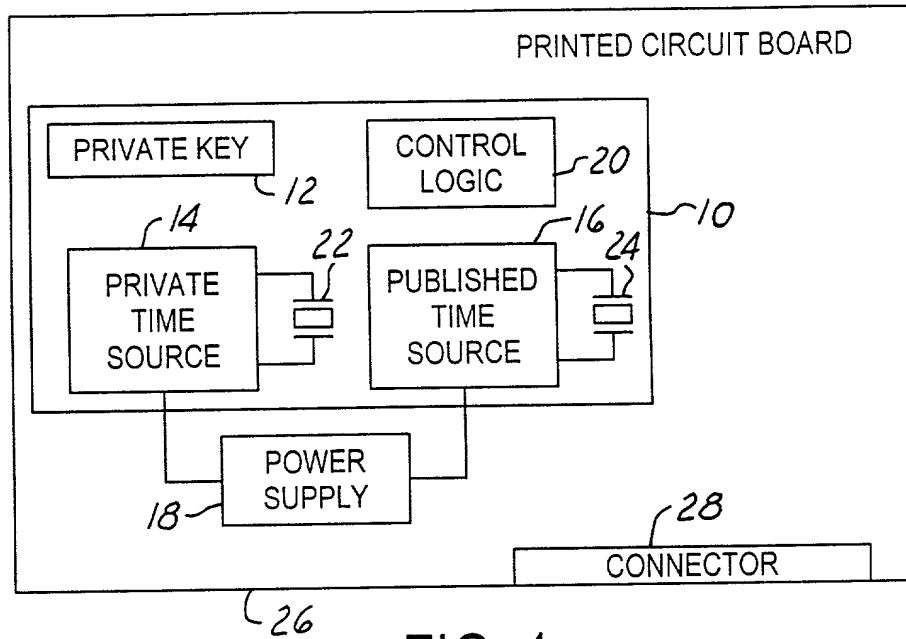 PRINTED CIRCUIT BOARD
PRIVATE KEY
12
CONTROL
LOGIC
20
10
14
PRIVATE
TIME
SOURCE
22
16
PUBLISHED
TIME
SOURCE
24
POWER
SUPPLY
18
28
CONNECTOR
26